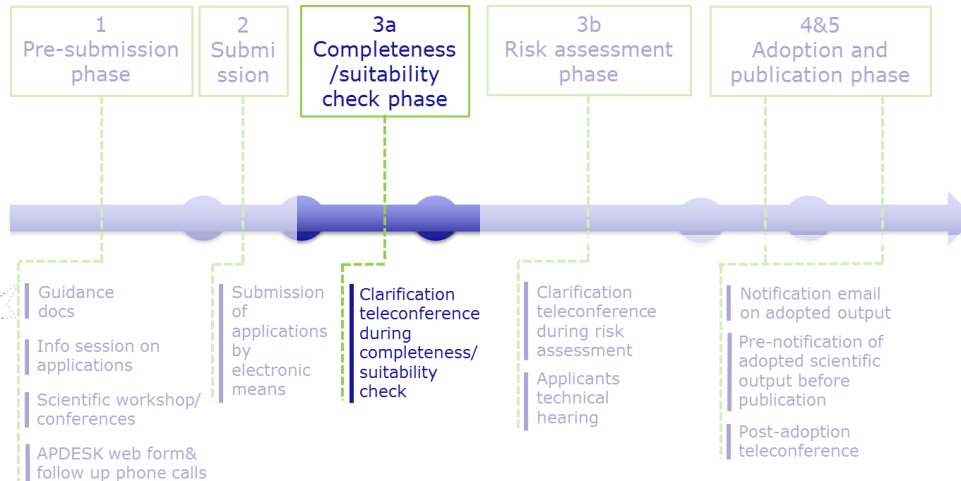 1
Pre-submission
phase
2
Submi
ssion
3a
Completeness
/suitability
check phase
3b
Risk assessment
phase
4&5
Adoption and
publication phase
Guidance
docs
Info session on
applications
Scientific workshop/
conferences
APDESK web form&
follow up phone calls
Submission
of
applications
by
electronic
means
Clarification
teleconference
during
completeness/
suitability
check
Clarification
teleconference
during risk
assessment
Applicants
technical
hearing
Notification email
on adopted output
Pre-notification of
adopted scientific
output before
publication
Post-adoption
teleconference